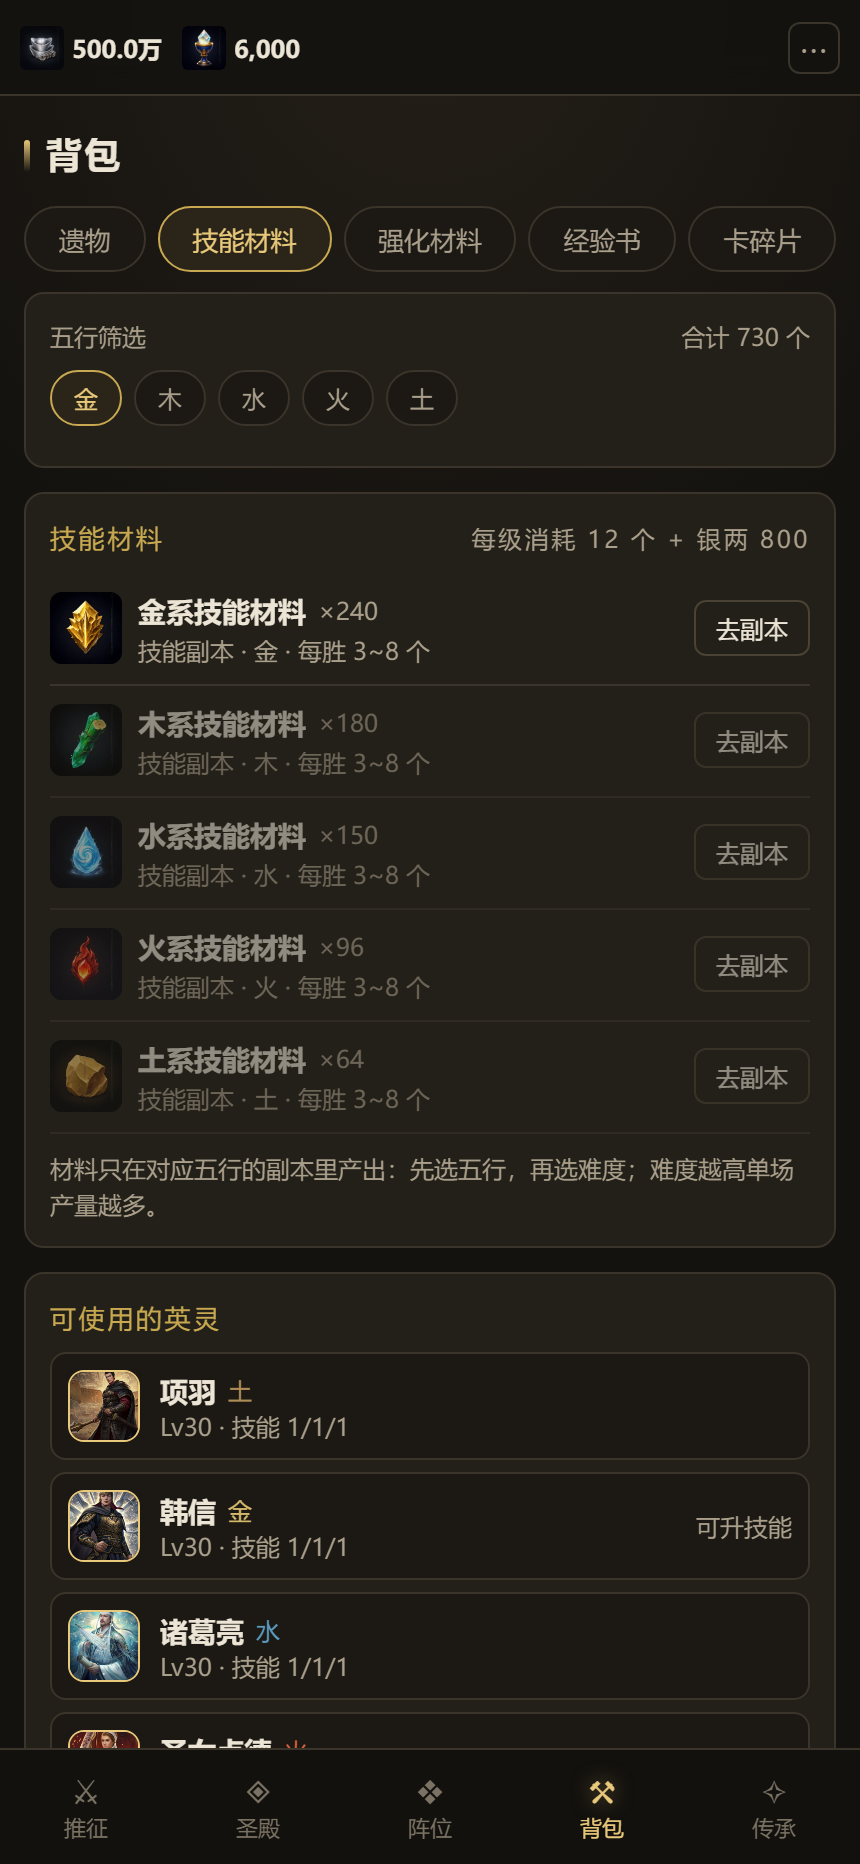 500.0万 6,000
背包
遗物 技能材料 强化材料 经验书 卡碎片
五行筛选 合计 730 个
金 木 水 火 土
技能材料 每级消耗 12 个 + 银两 800
金系技能材料 ×240
技能副本 · 金 · 每胜 3~8 个
去副本
木系技能材料 ×180
技能副本 · 木 · 每胜 3~8 个
去副本
水系技能材料 ×150
技能副本 · 水 · 每胜 3~8 个
去副本
火系技能材料 ×96
技能副本 · 火 · 每胜 3~8 个
去副本
土系技能材料 ×64
技能副本 · 土 · 每胜 3~8 个
去副本
材料只在对应五行的副本里产出：先选五行，再选难度；难度越高单场
产量越多。
可使用的英灵
项羽 土
Lv30 · 技能 1/1/1
韩信 金
Lv30 · 技能 1/1/1
可升技能
诸葛亮 水
Lv30 · 技能 1/1/1
圣女贞德 火
推征 圣殿 阵位 背包 传承